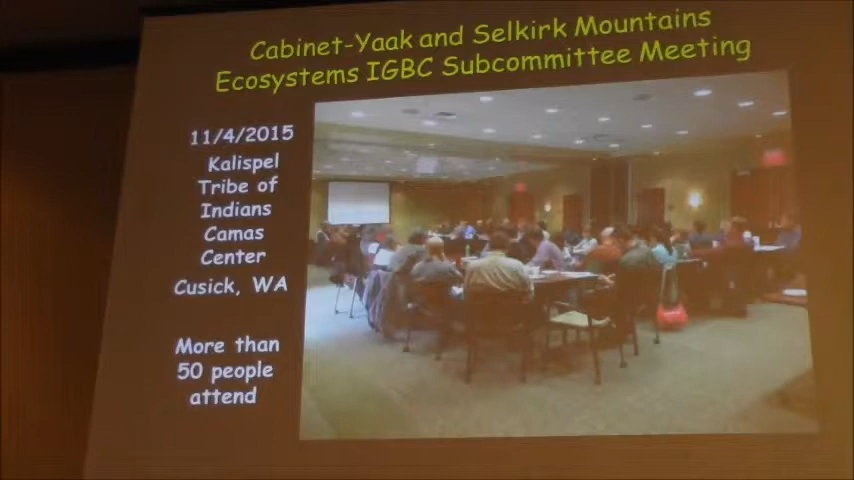 Cabinet-Yaak and Selkirk Mountains
Ecosystems IGBC Subcommittee Meeting
11/4/2015
Kalispel
Tribe of
Indians
Camas
Center
Cusick, WA
More than
50 people
attend